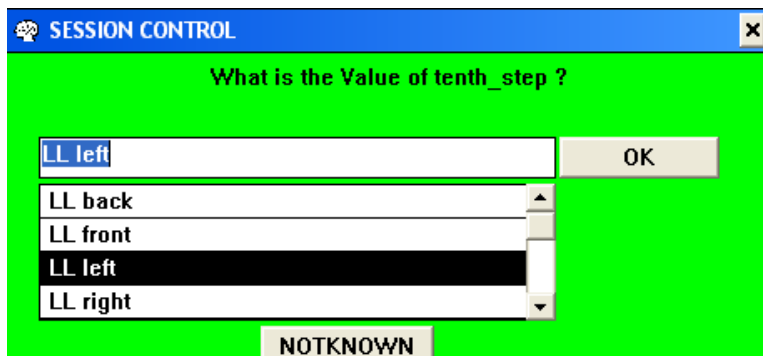 SESSION CONTROL
What is the Value of tenth_step ?
LL left
OK
LL back
LL front
LL left
LL right
NOTKNOWN